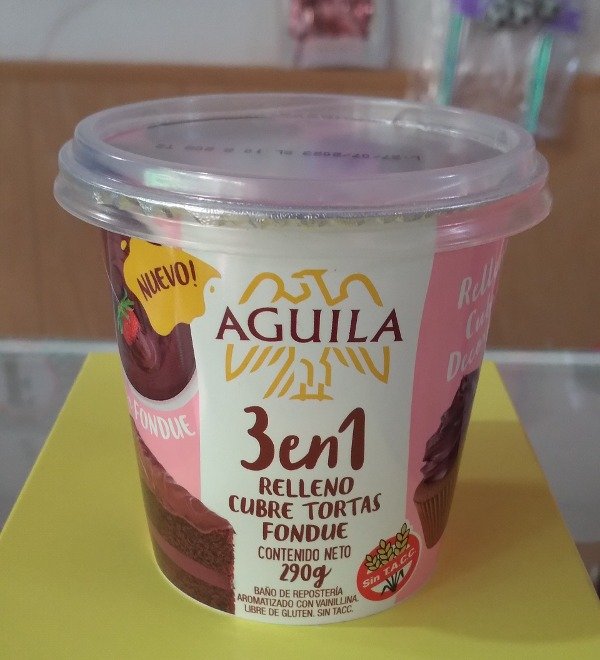 NUEVO!
AGUILA
3en1
RELLENO
CUBRE TORTAS
FONDUE
CONTENIDO NETO
290g
BAÑO DE REPOSTERÍA
AROMATIZADO CON VAINILLINA.
LIBRE DE GLUTEN. SIN TACC.
Sin T.A.C.C.
FONDUE